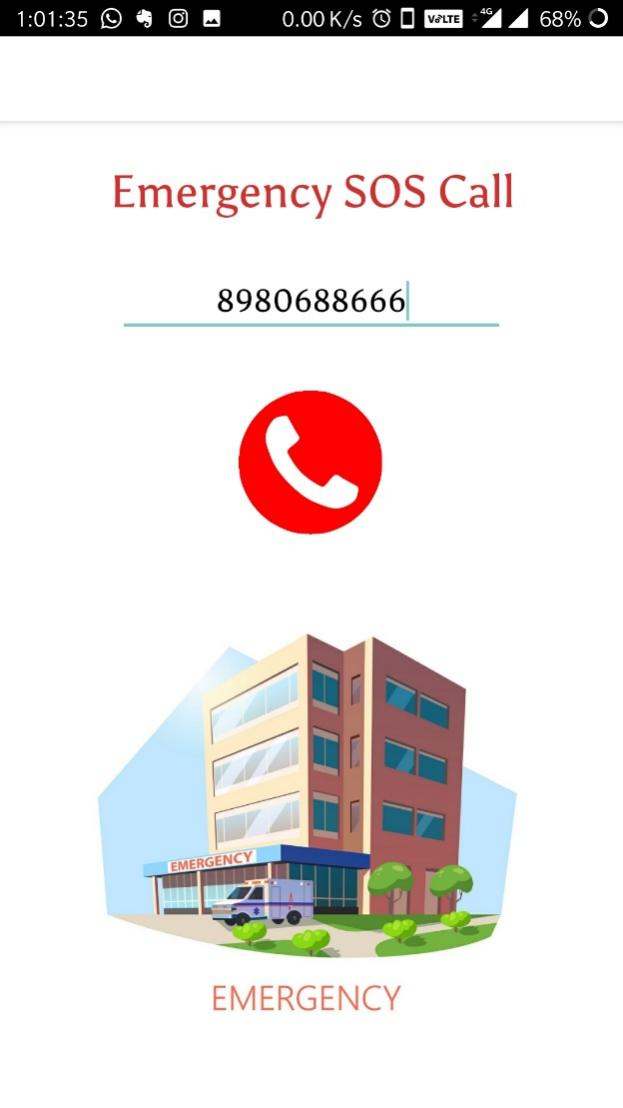 1:01:35 0.00 K/s VoLTE 4G 68%
Emergency SOS Call
8980688666
EMERGENCY
EMERGENCY